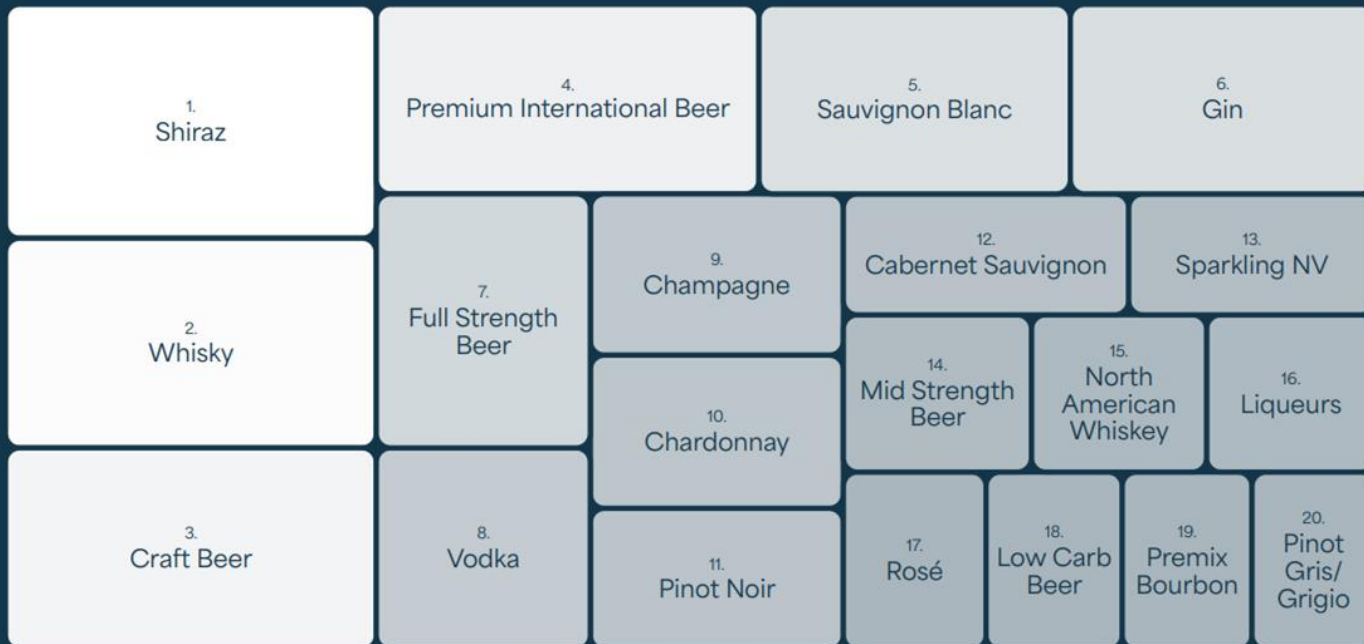 1.
Shiraz
2.
Whisky
3.
Craft Beer
4.
Premium International Beer
5.
Sauvignon Blanc
6.
Gin
7.
Full Strength
Beer
8.
Vodka
9.
Champagne
10.
Chardonnay
11.
Pinot Noir
12.
Cabernet Sauvignon
13.
Sparkling NV
14.
Mid Strength
Beer
15.
North
American
Whiskey
16.
Liqueurs
17.
Rosé
18.
Low Carb
Beer
19.
Premix
Bourbon
20.
Pinot
Gris/
Grigio